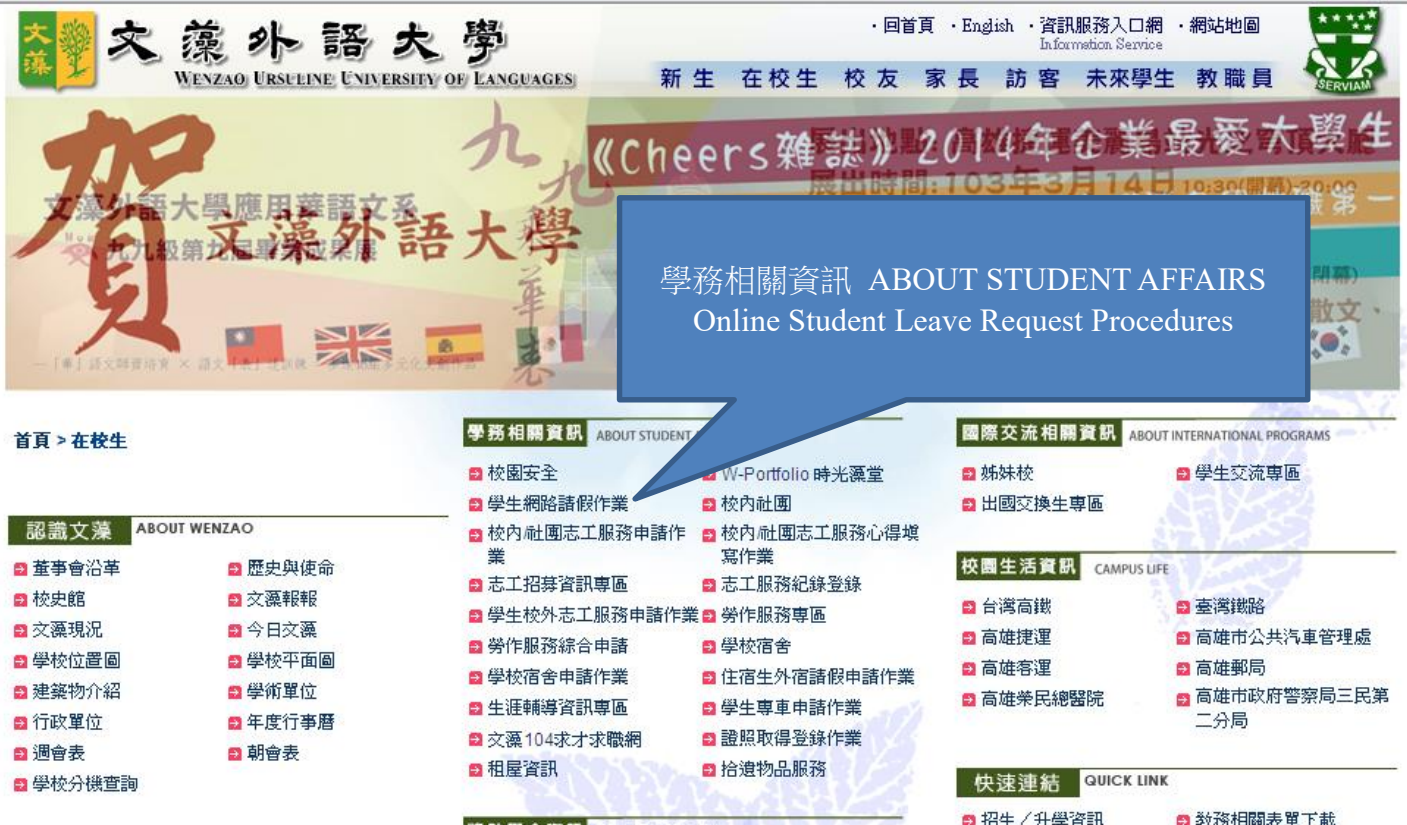 文藻
文藻外語大學
WENZAO URSULINE UNIVERSITY OF LANGUAGES
・回首頁 ・English ・資訊服務入口網 ・網站地圖
Information Service
新生 在校生 校友 家長 訪客 未來學生 教職員
SERVIAM
賀
文藻外語大學
《Cheers雜誌》2014年企業最愛大學生
展出時間:103年3月14日10:30(開幕)-20:00
文藻外語大學應用華語文系
九九級第九屆畢業成果展
學務相關資訊 ABOUT STUDENT AFFAIRS
Online Student Leave Request Procedures
首頁 > 在校生
認識文藻 ABOUT WENZAO
董事會沿革 歷史與使命
校史館 文藻報報
文藻現況 今日文藻
學校位置圖 學校平面圖
建築物介紹 學術單位
行政單位 年度行事曆
週會表 朝會表
學校分機查詢
學務相關資訊 ABOUT STUDENT
校園安全 W-Portfolio 時光藻堂
學生網路請假作業 校內社團
校內/社團志工服務申請作 校內/社團志工服務心得填
業 寫作業
志工招募資訊專區 志工服務紀錄登錄
學生校外志工服務申請作業 勞作服務專區
勞作服務綜合申請 學校宿舍
學校宿舍申請作業 住宿生外宿請假申請作業
生涯輔導資訊專區 學生專車申請作業
文藻104求才求職網 證照取得登錄作業
租屋資訊 拾遺物品服務
國際交流相關資訊 ABOUT INTERNATIONAL PROGRAMS
姊妹校 學生交流專區
出國交換生專區
校園生活資訊 CAMPUS LIFE
台灣高鐵 臺灣鐵路
高雄捷運 高雄市公共汽車管理處
高雄客運 高雄郵局
高雄榮民總醫院 高雄市政府警察局三民第
二分局
快速連結 QUICK LINK
招生／升學資訊 教務相關表單下載